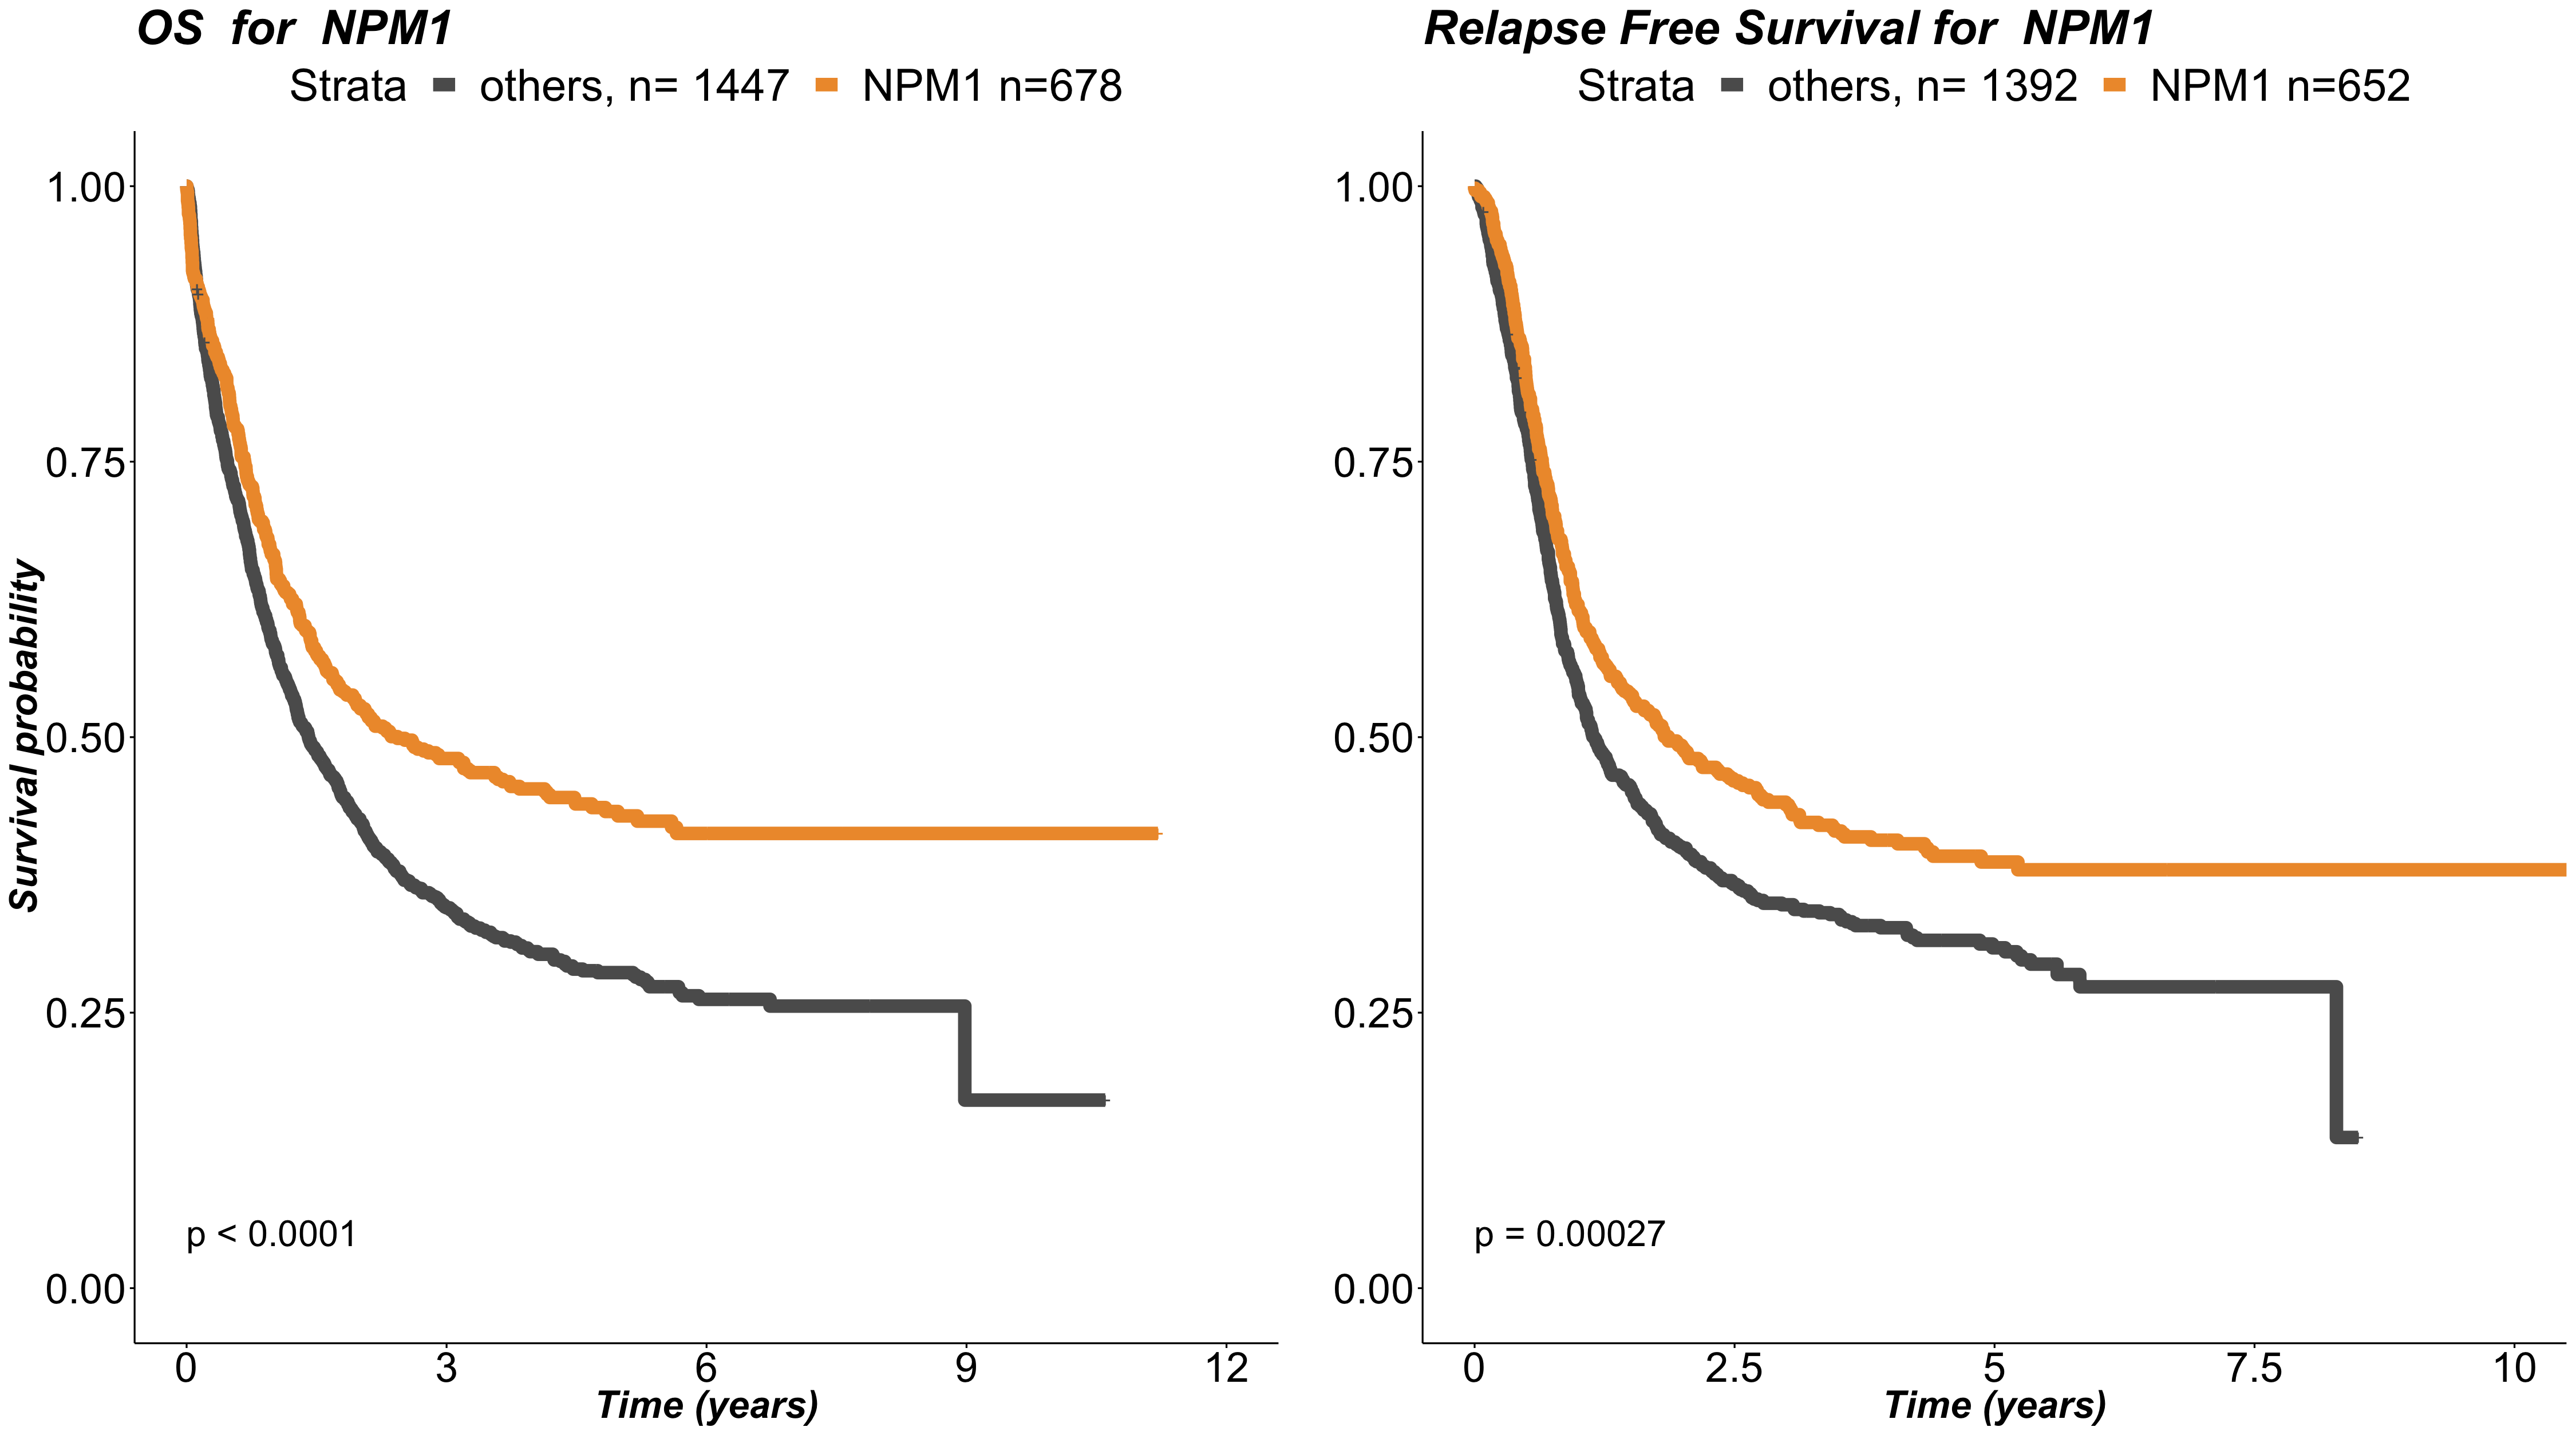 OS for NPM1
Strata others, n= 1447 NPM1 n=678
1.00
0.75
0.50
0.25
0.00
Survival probability
p < 0.0001
0 3 6 9 12
Time (years)
Relapse Free Survival for NPM1
Strata others, n= 1392 NPM1 n=652
1.00
0.75
0.50
0.25
0.00
p = 0.00027
0 2.5 5 7.5 10
Time (years)